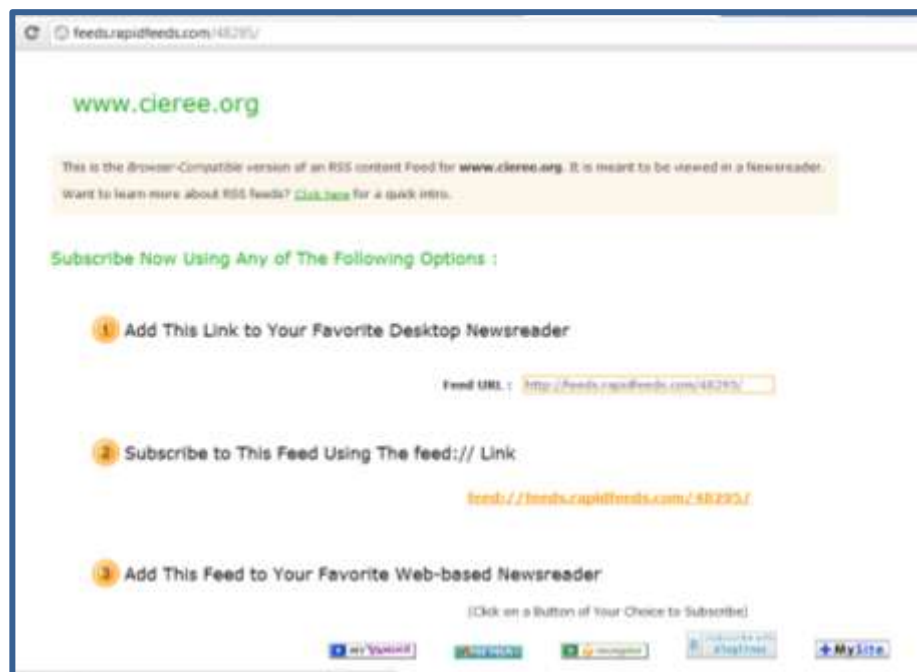 feeds.rapidfeeds.com/48295/
www.cieree.org
This is the Browser-Compatible version of an RSS content Feed for www.cieree.org. It is meant to be viewed in a Newsreader.
Want to learn more about RSS feeds? Click here for a quick intro.
Subscribe Now Using Any of The Following Options :
1 Add This Link to Your Favorite Desktop Newsreader
Feed URL : http://feeds.rapidfeeds.com/48295/
2 Subscribe to This Feed Using The feed:// Link
feed://feeds.rapidfeeds.com/48295/
3 Add This Feed to Your Favorite Web-based Newsreader
(Click on a Button of Your Choice to Subscribe)
MY YAHOO! SUBSCRIBE WITH Bloglines +MySite